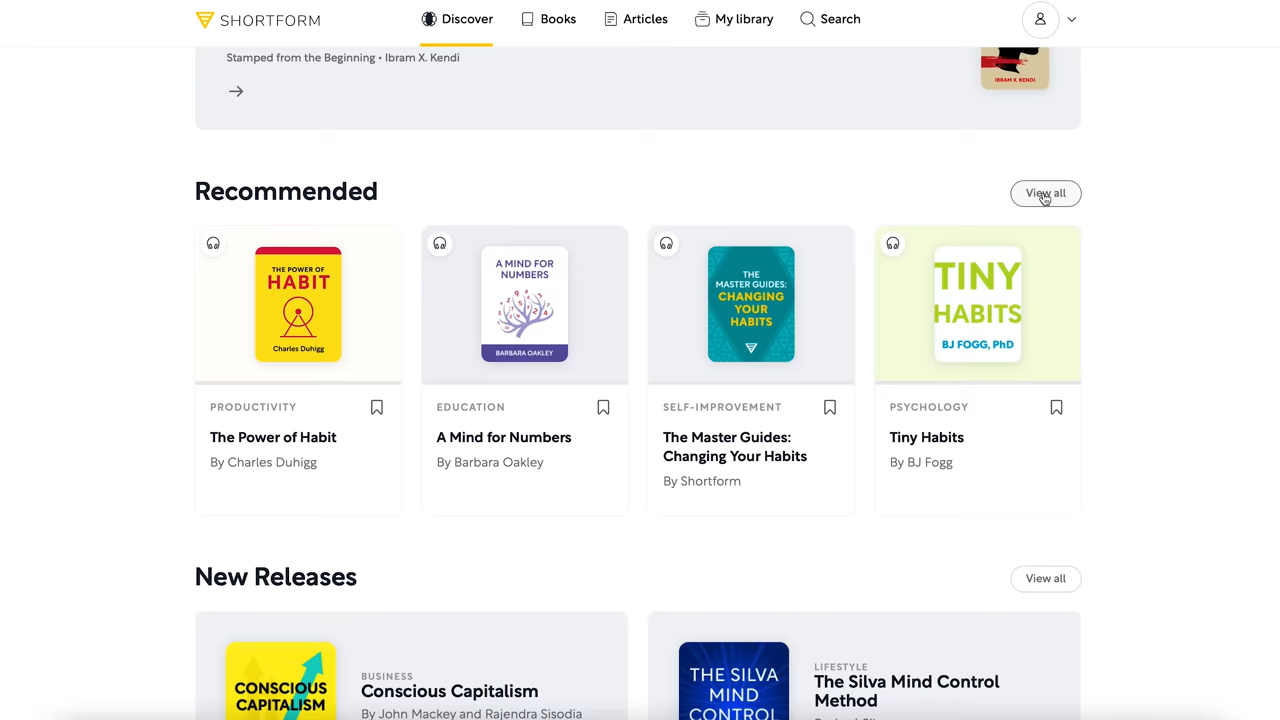 SHORTFORM
Discover
Books
Articles
My library
Search
Stamped from the Beginning • Ibram X. Kendi
IBRAM X. KENDI
Recommended
View all
THE POWER OF
HABIT
Charles Duhigg
A MIND FOR
NUMBERS
BARBARA OAKLEY
THE
MASTER GUIDES:
CHANGING
YOUR
HABITS
TINY
HABITS
BJ FOGG, PhD
PRODUCTIVITY
The Power of Habit
By Charles Duhigg
EDUCATION
A Mind for Numbers
By Barbara Oakley
SELF-IMPROVEMENT
The Master Guides:
Changing Your Habits
By Shortform
PSYCHOLOGY
Tiny Habits
By BJ Fogg
New Releases
View all
CONSCIOUS
CAPITALISM
BUSINESS
Conscious Capitalism
By John Mackey and Rajendra Sisodia
THE SILVA
MIND
CONTROL
LIFESTYLE
The Silva Mind Control
Method